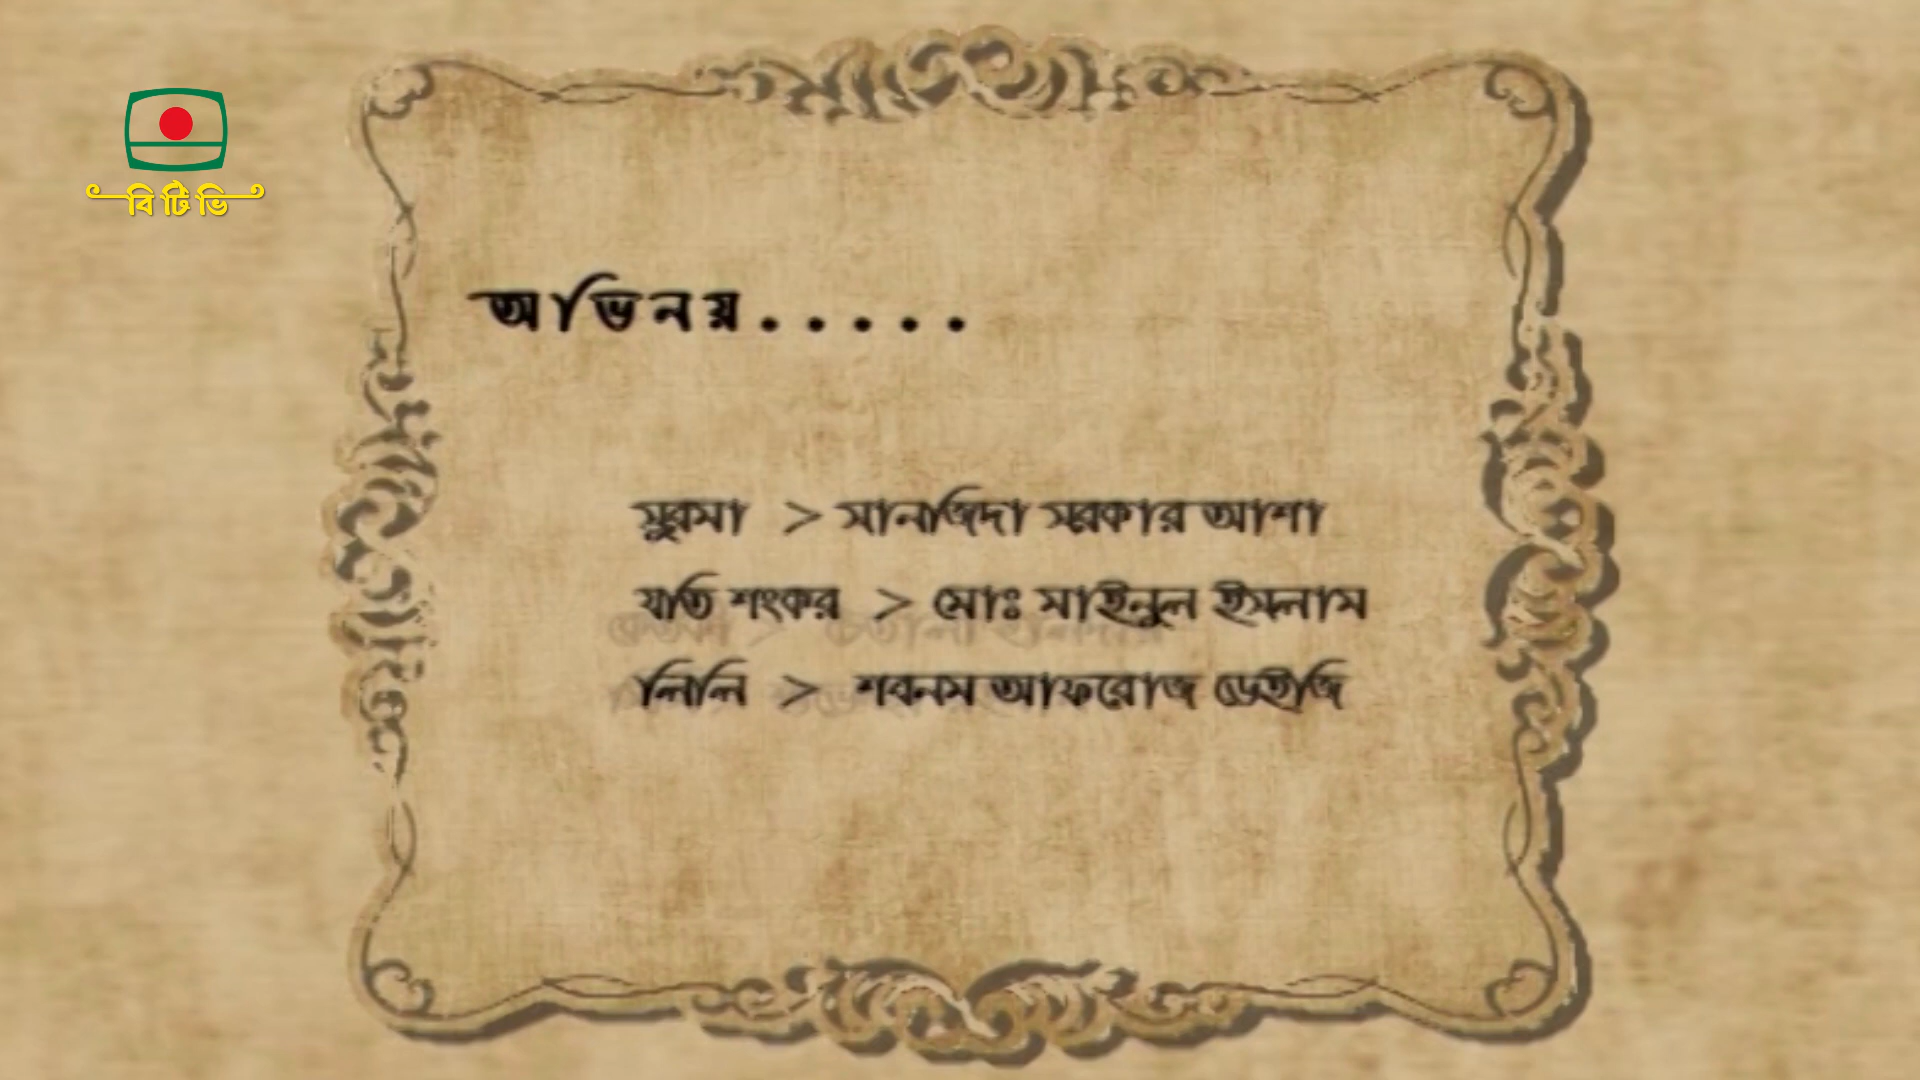 বিটিভি
অভিনয়.....
সুরমা > সানজিদা সরকার আশা
যতি শংকর > মোঃ মাইনুল ইসলাম
লিলি > শবনম আফরোজ ডেইজি